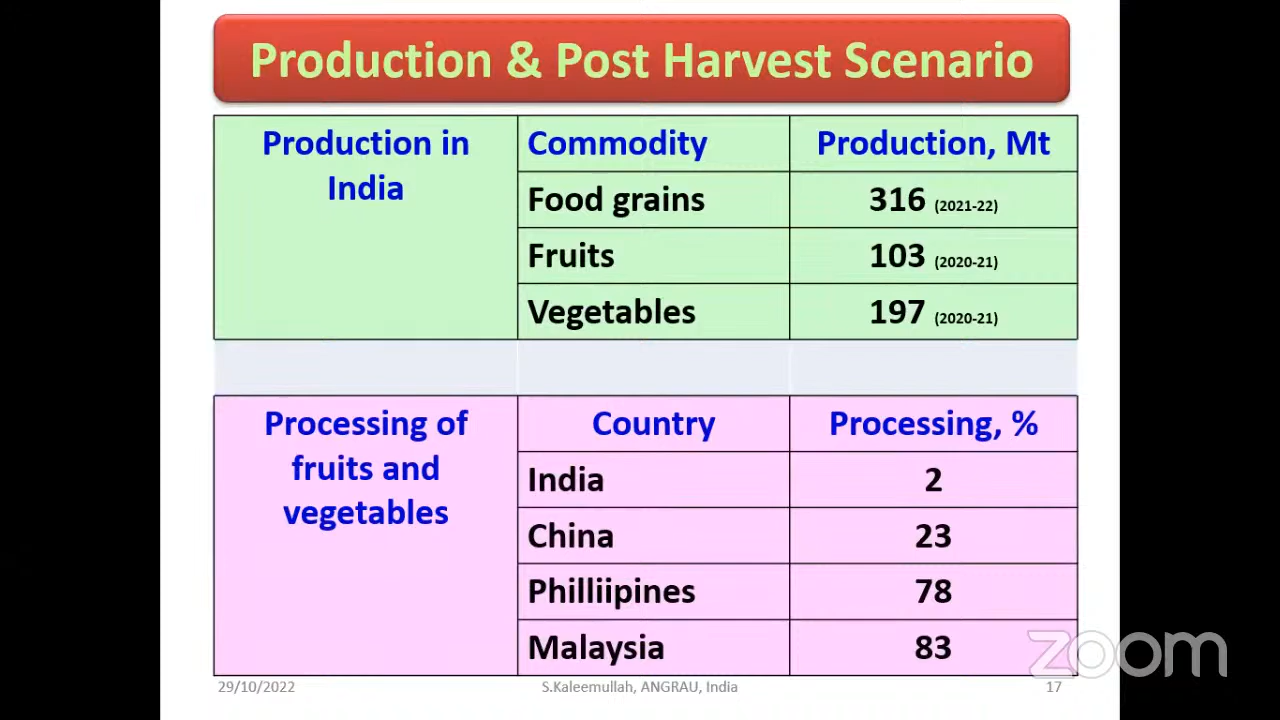 Production & Post Harvest Scenario
Production in
India
Commodity
Production, Mt
Food grains
316 (2021-22)
Fruits
103 (2020-21)
Vegetables
197 (2020-21)
Processing of
fruits and
vegetables
Country
Processing, %
India
2
China
23
Philliipines
78
Malaysia
83
zoom
29/10/2022
S.Kaleemullah, ANGRAU, India
17